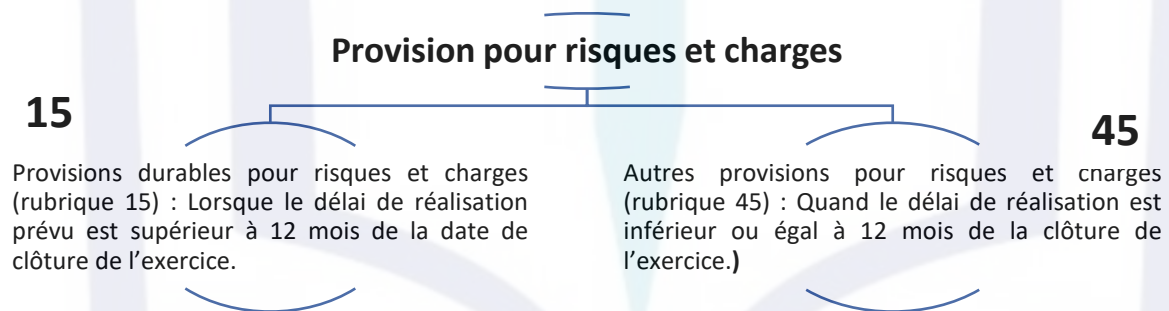 Provision pour risques et charges
15
Provisions durables pour risques et charges
(rubrique 15) : Lorsque le délai de réalisation
prévu est supérieur à 12 mois de la date de
clôture de l’exercice.
45
Autres provisions pour risques et charges
(rubrique 45) : Quand le délai de réalisation est
inférieur ou égal à 12 mois de la clôture de
l’exercice.)